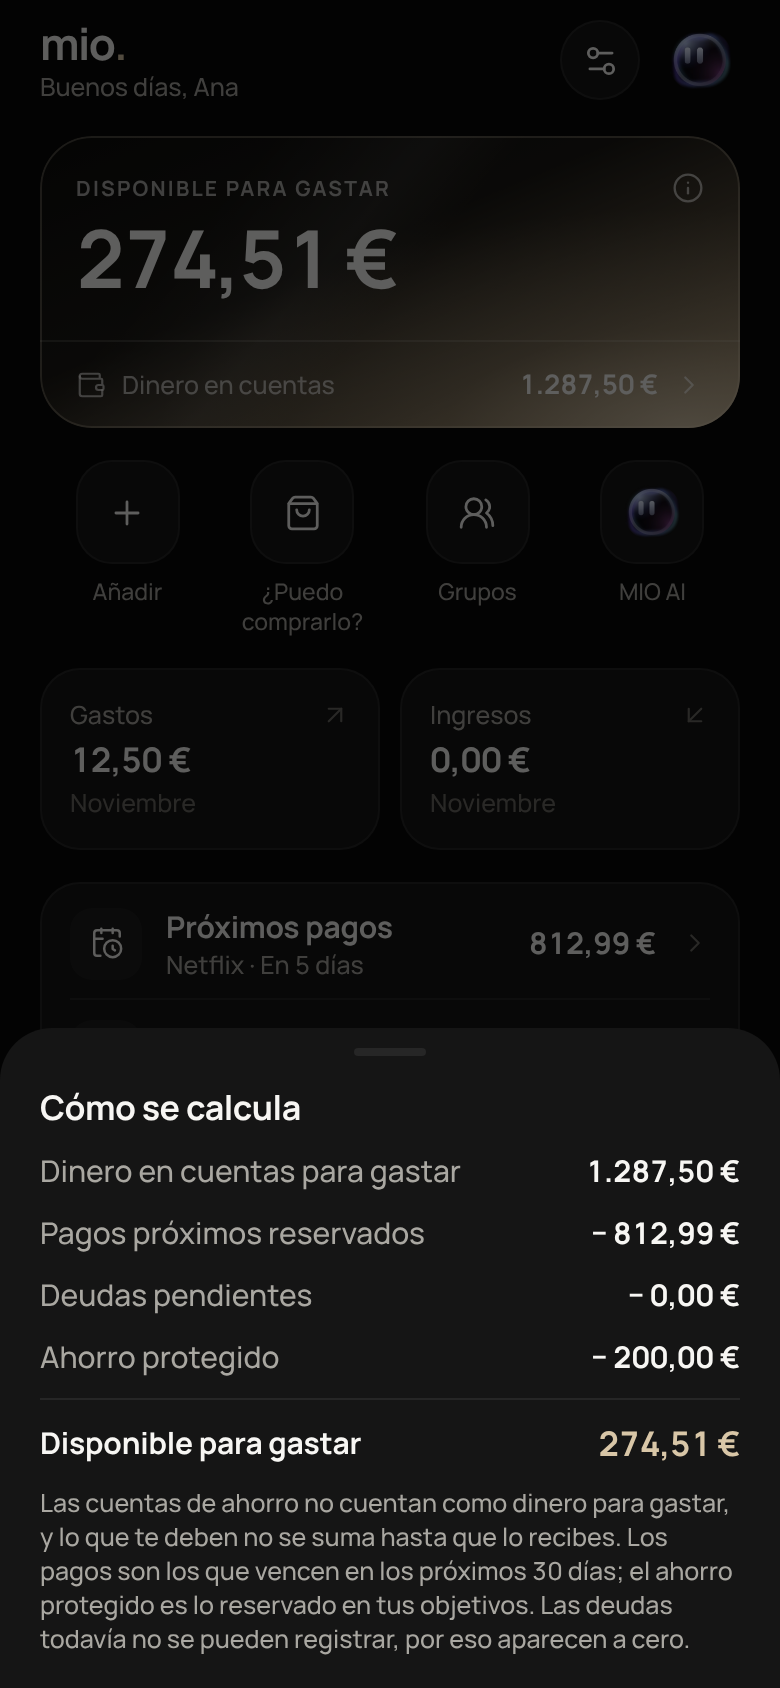 mio.
Buenos días, Ana
DISPONIBLE PARA GASTAR
274,51 €
Dinero en cuentas 1.287,50 €
Añadir
¿Puedo comprarlo?
Grupos
MIO AI
Gastos
12,50 €
Noviembre
Ingresos
0,00 €
Noviembre
Próximos pagos 812,99 €
Netflix · En 5 días
Cómo se calcula
Dinero en cuentas para gastar 1.287,50 €
Pagos próximos reservados − 812,99 €
Deudas pendientes − 0,00 €
Ahorro protegido − 200,00 €
Disponible para gastar 274,51 €
Las cuentas de ahorro no cuentan como dinero para gastar,
y lo que te deben no se suma hasta que lo recibes. Los
pagos son los que vencen en los próximos 30 días; el ahorro
protegido es lo reservado en tus objetivos. Las deudas
todavía no se pueden registrar, por eso aparecen a cero.